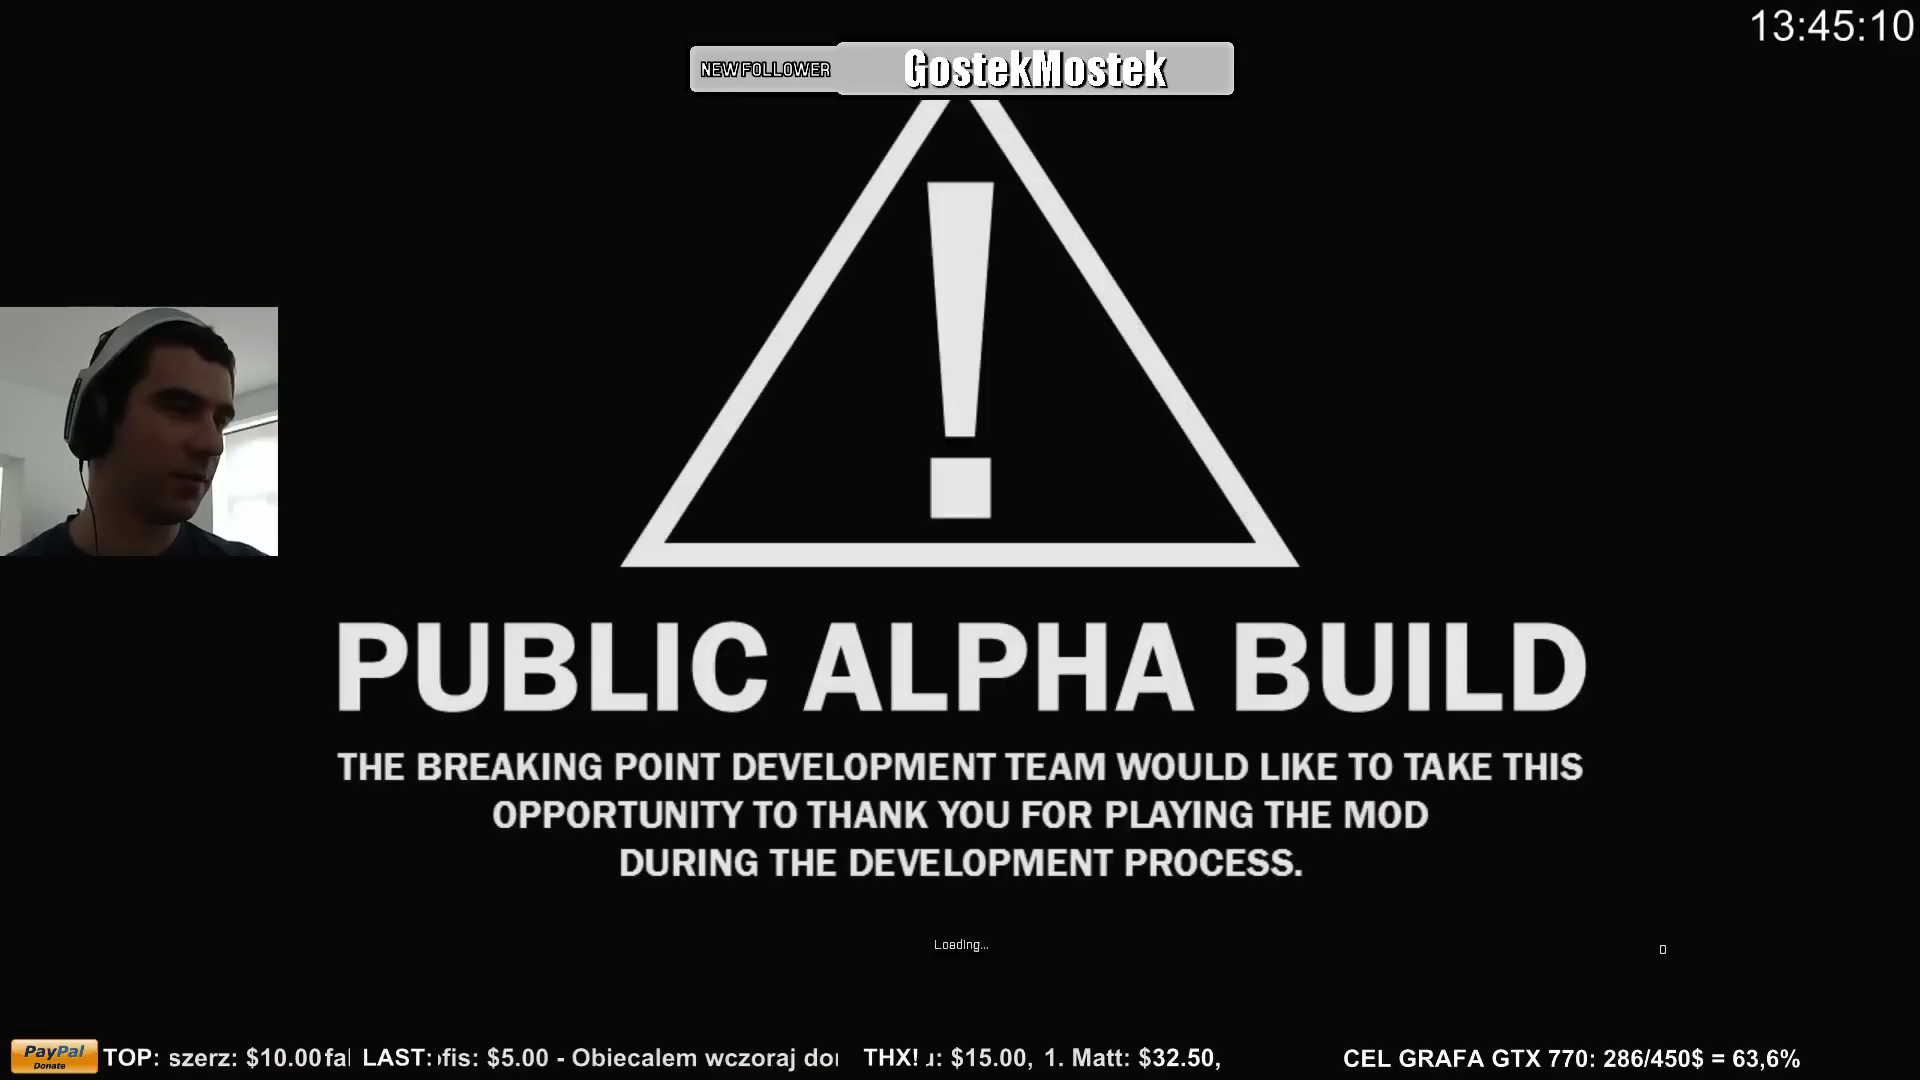 13:45:10
NEW FOLLOWER GostekMostek
PUBLIC ALPHA BUILD
THE BREAKING POINT DEVELOPMENT TEAM WOULD LIKE TO TAKE THIS
OPPORTUNITY TO THANK YOU FOR PLAYING THE MOD
DURING THE DEVELOPMENT PROCESS.
Loading...
PayPal
Donate
TOP: szerz: $10.00 LAST: ofis: $5.00 - Obiecalem wczoraj THX! $15.00, 1. Matt: $32.50, CEL GRAFA GTX 770: 286/450$ = 63,6%